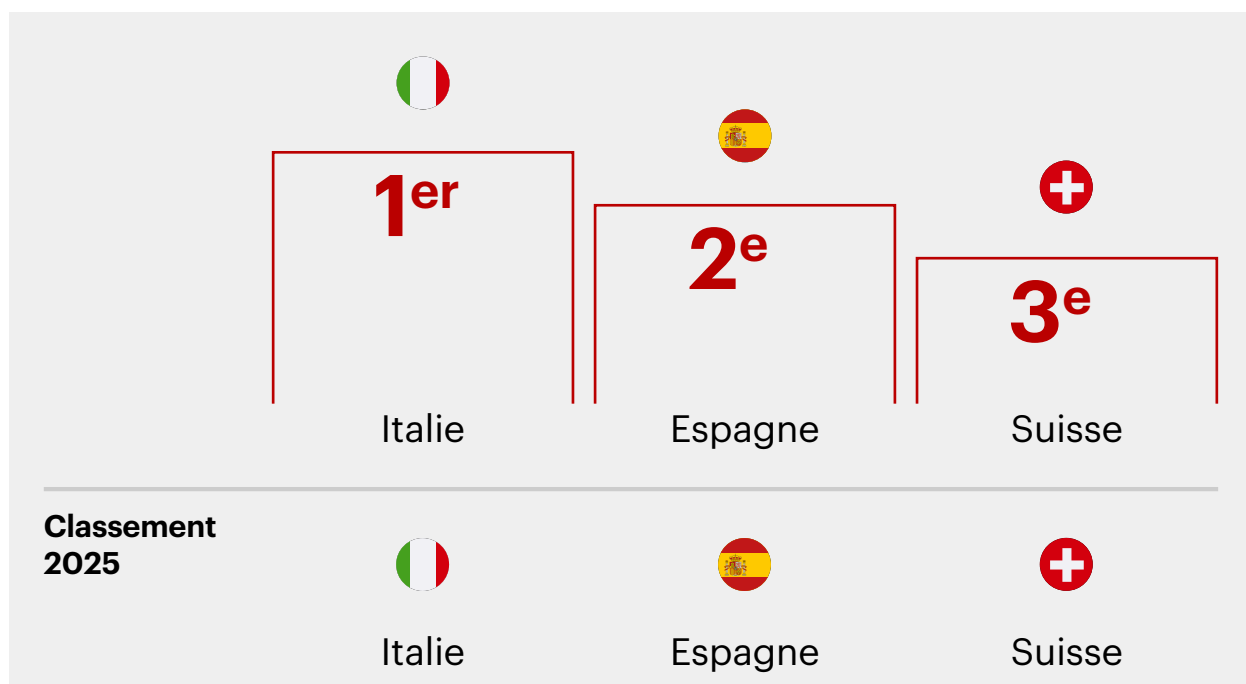 1er
2e
3e
Italie
Espagne
Suisse
Classement
2025
Italie
Espagne
Suisse